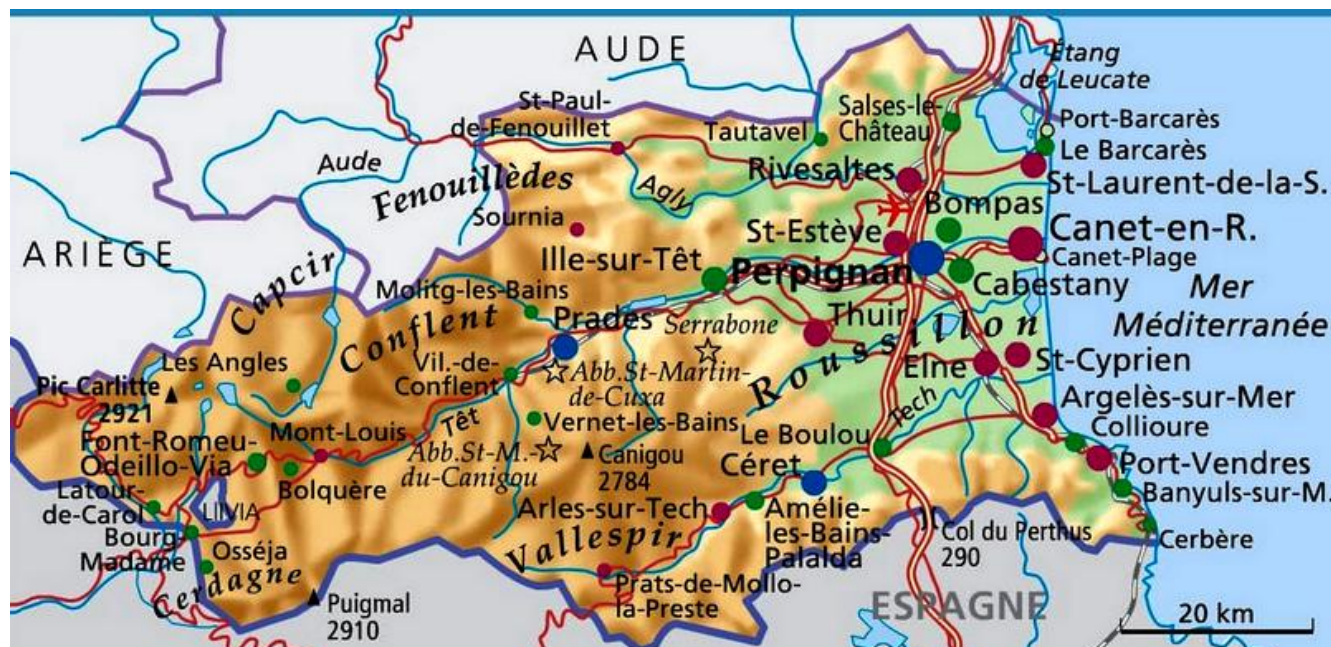 AUDE
Étang
de Leucate
St-Paul-
de-Fenouillet
Tautavel
Salses-le-
Château
Port-Barcarès
Le Barcarès
Aude
Fenouillèdes
Agly
Rivesaltes
St-Laurent-de-la-S.
Sournia
Bompas
ARIÈGE
St-Estève
Canet-en-R.
Canet-Plage
Capcir
Ille-sur-Têt
Perpignan
Cabestany
Mer
Méditerranée
Molitg-les-Bains
Conflent
Prades
Serrabone
Thuir
Roussillon
Les Angles
Vil.-de-
Conflent
Abb.St-Martin-
de-Cuxa
Elne
St-Cyprien
Pic Carlitte
2921
Têt
Vernet-les-Bains
Tech
Argelès-sur-Mer
Collioure
Font-Romeu-
Odeillo-Via
Mont-Louis
Abb.St-M.-
du-Canigou
Canigou
2784
Le Boulou
Céret
Port-Vendres
Bolquère
Banyuls-sur-M.
Latour-
de-Carol
LlIVIA
Arles-sur-Tech
Amélie-
les-Bains-
Palalda
Col du Perthus
290
Cerbère
Bourg-
Madame
Osséja
Cerdagne
Vallespir
Prats-de-Mollo-
la-Preste
Puigmal
2910
ESPAGNE
20 km